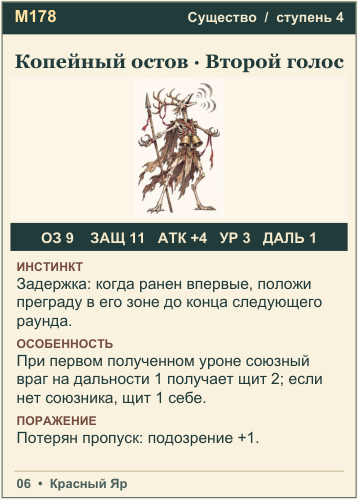 M178
Существо / ступень 4
Копейный остов · Второй голос
ОЗ 9 ЗАЩ 11 АТК +4 УР 3 ДАЛЬ 1
ИНСТИНКТ
Задержка: когда ранен впервые, положи
преграду в его зоне до конца следующего
раунда.
ОСОБЕННОСТЬ
При первом полученном уроне союзный
враг на дальности 1 получает щит 2; если
нет союзника, щит 1 себе.
ПОРАЖЕНИЕ
Потерян пропуск: подозрение +1.
06 • Красный Яр